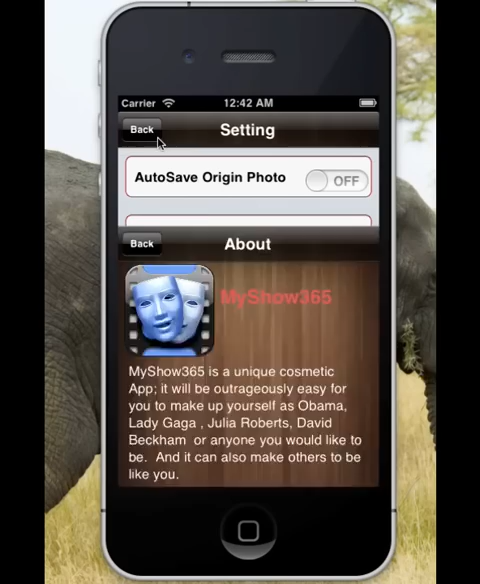 Carrier 12:42 AM
Back Setting
AutoSave Origin Photo OFF
Back About
MyShow365
MyShow365 is a unique cosmetic
App; it will be outrageously easy for
you to make up yourself as Obama,
Lady Gaga , Julia Roberts, David
Beckham or anyone you would like to
be. And it can also make others to be
like you.